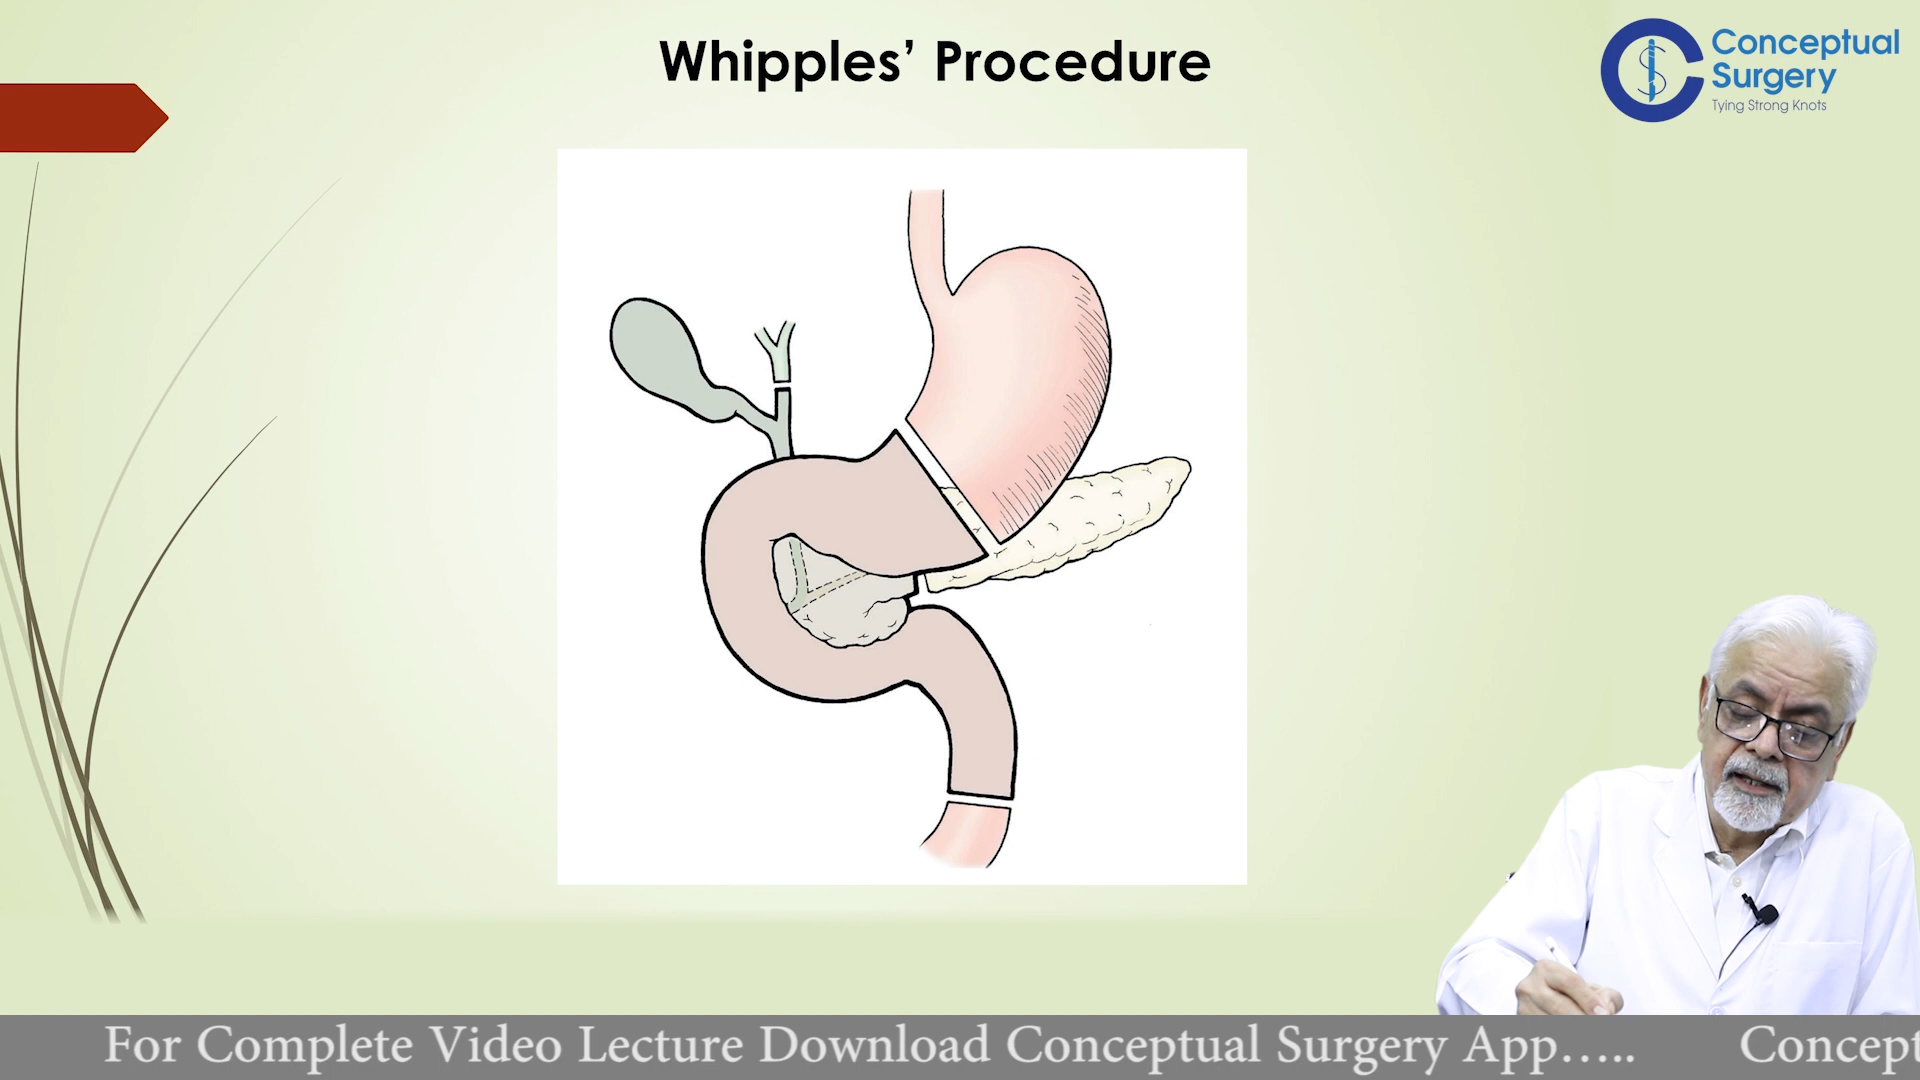 Whipples’ Procedure
Conceptual
Surgery
Tying Strong Knots
For Complete Video Lecture Download Conceptual Surgery App..... Concept